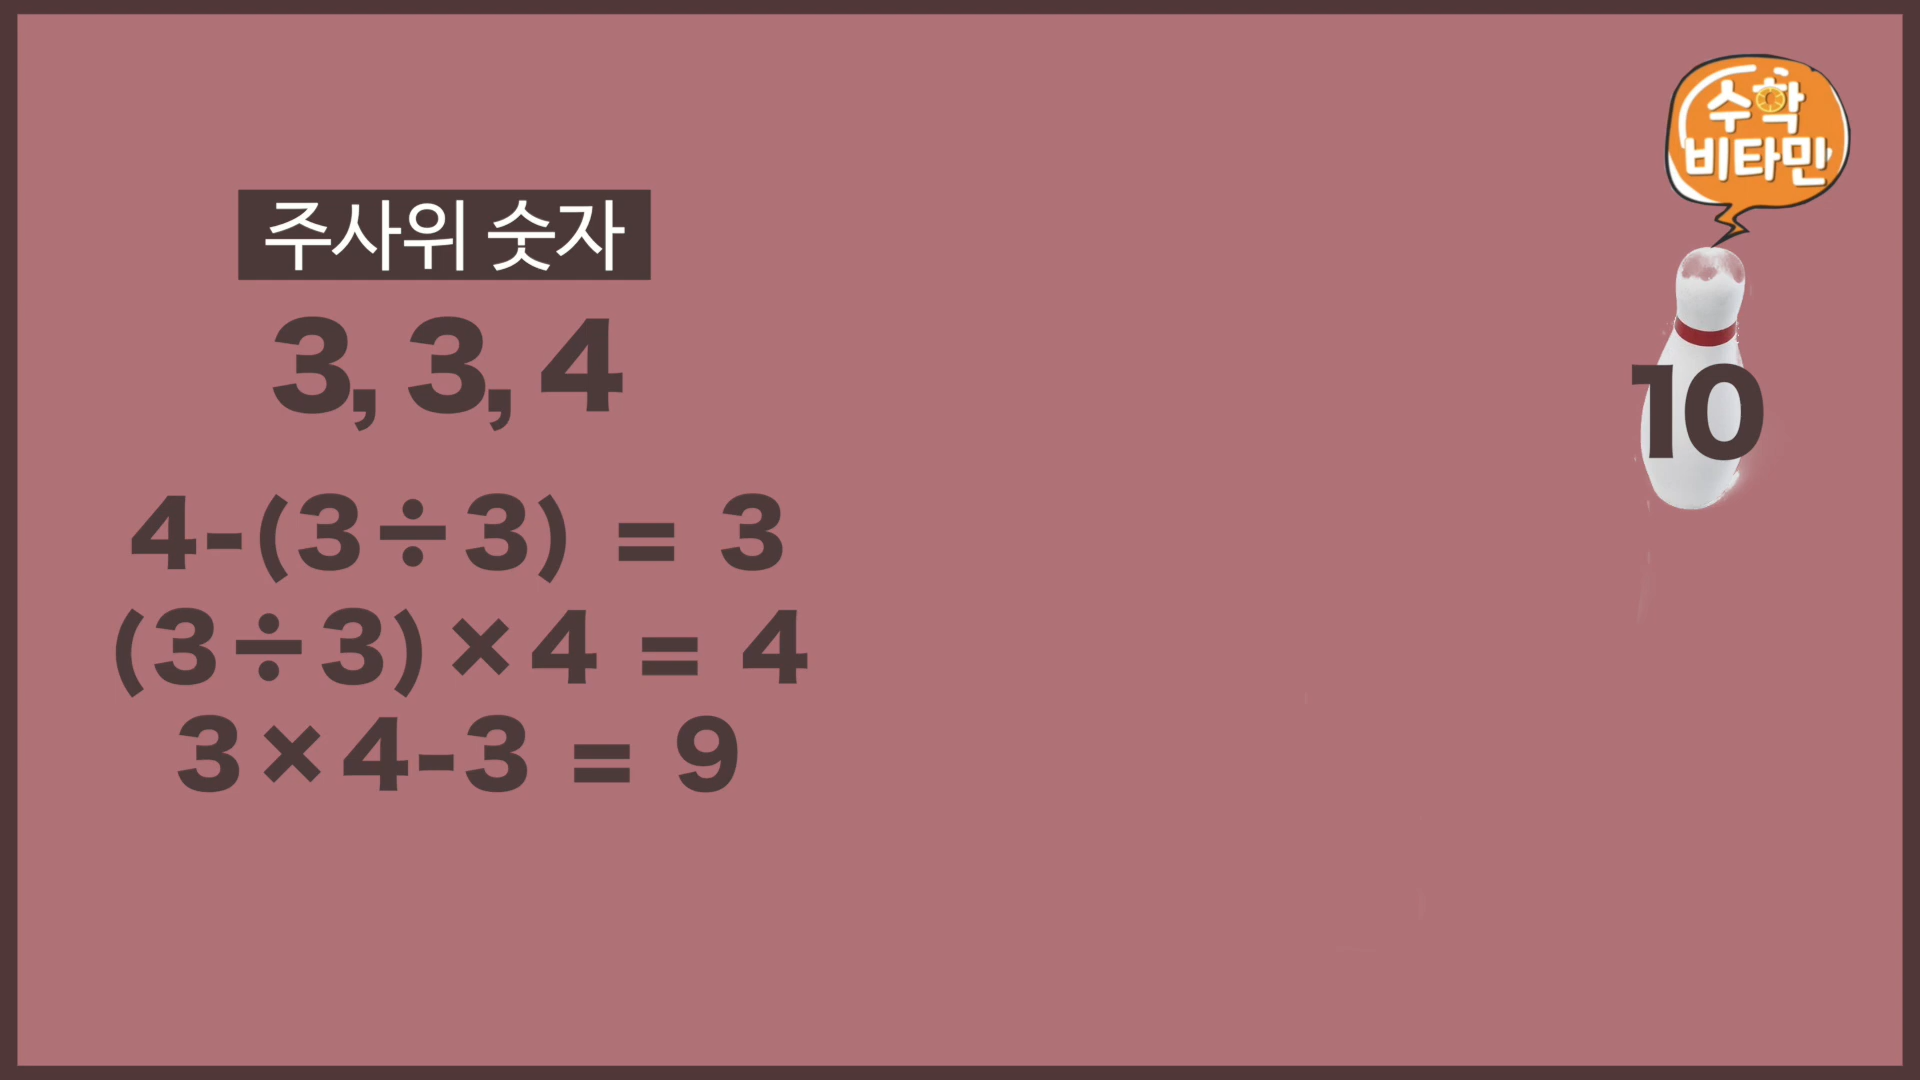 수학
비타민
주사위 숫자
3, 3, 4
10
4-(3÷3) = 3
(3÷3)×4 = 4
3×4-3 = 9